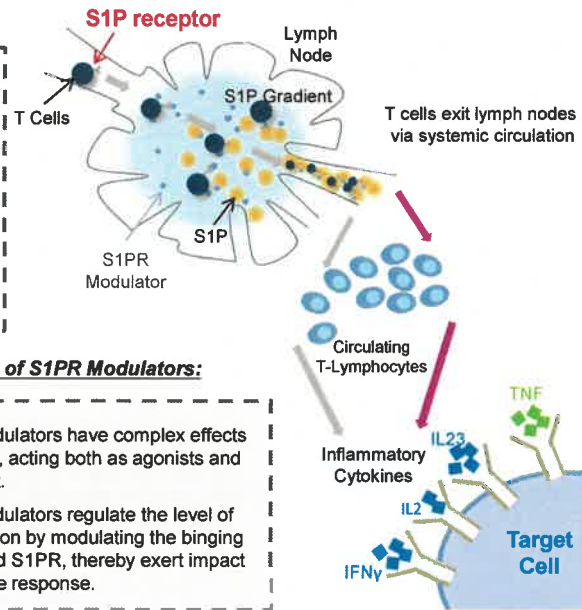 S1P receptor
Lymph
Node
T Cells
S1P Gradient
T cells exit lymph nodes
via systemic circulation
S1P
S1PR
Modulator
Circulating
T-Lymphocytes
of S1PR Modulators:
dulators have complex effects
, acting both as agonists and
.
dulators regulate the level of
on by modulating the binging
d S1PR, thereby exert impact
e response.
TNF
IL23
Inflammatory
Cytokines
IL2
IFNγ
Target
Cell